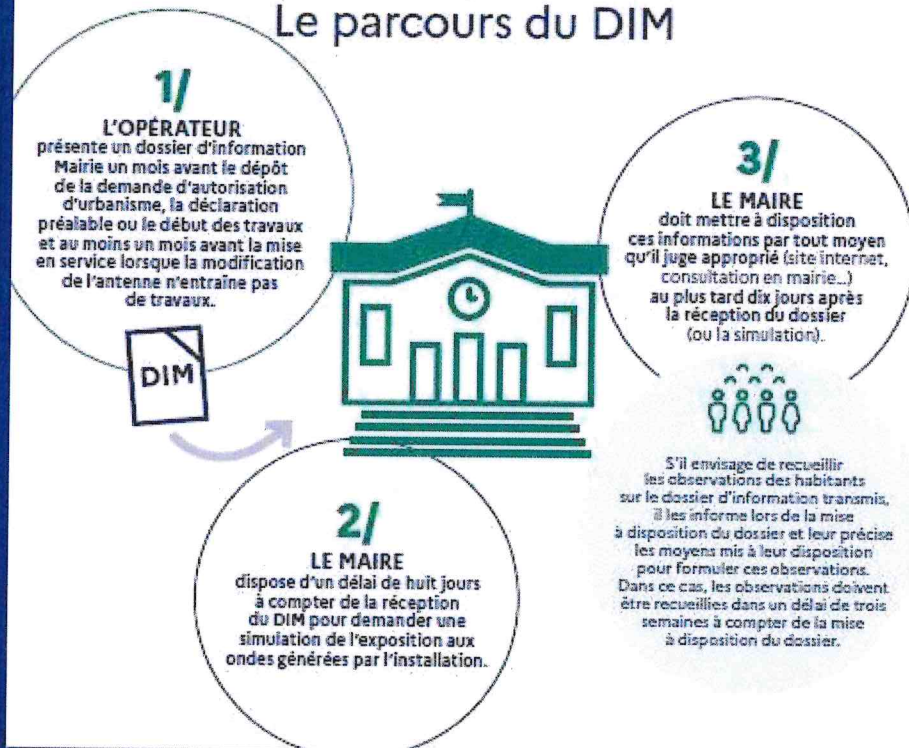 Le parcours du DIM
1/
L'OPÉRATEUR
présente un dossier d'information
Mairie un mois avant le dépôt
de la demande d'autorisation
d'urbanisme, la déclaration
préalable ou le début des travaux
et au moins un mois avant la mise
en service lorsque la modification
de l'antenne n'entraîne pas
de travaux.
DIM
2/
LE MAIRE
dispose d'un délai de huit jours
à compter de la réception
du DIM pour demander une
simulation de l'exposition aux
ondes générées par l'installation.
3/
LE MAIRE
doit mettre à disposition
ces informations par tout moyen
qu'il juge approprié (site internet,
consultation en mairie...)
au plus tard dix jours après
la réception du dossier
(ou la simulation).
S'il envisage de recueillir
les observations des habitants
sur le dossier d'information transmis,
il les informe lors de la mise
à disposition du dossier et leur précise
les moyens mis à leur disposition
pour formuler ces observations.
Dans ce cas, les observations doivent
être recueillies dans un délai de trois
semaines à compter de la mise
à disposition du dossier.